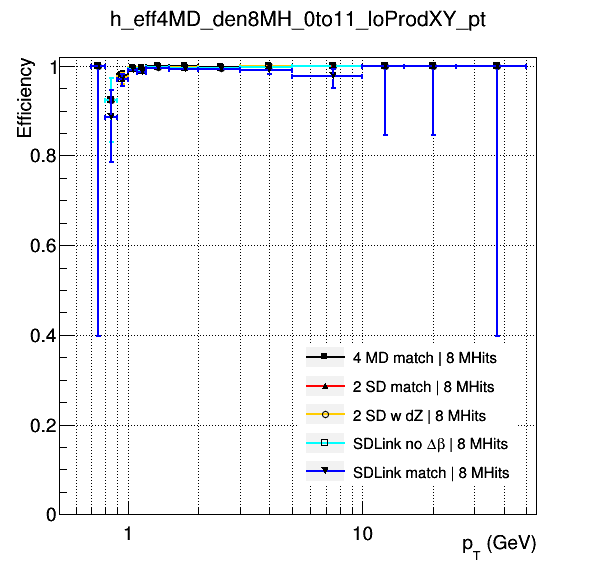 h_eff4MD_den8MH_0to11_loProdXY_pt
Efficiency
1
0.8
0.6
0.4
0.2
0
4 MD match | 8 MHits
2 SD match | 8 MHits
2 SD w dZ | 8 MHits
SDLink no Δβ | 8 MHits
SDLink match | 8 MHits
1
10
p_T (GeV)